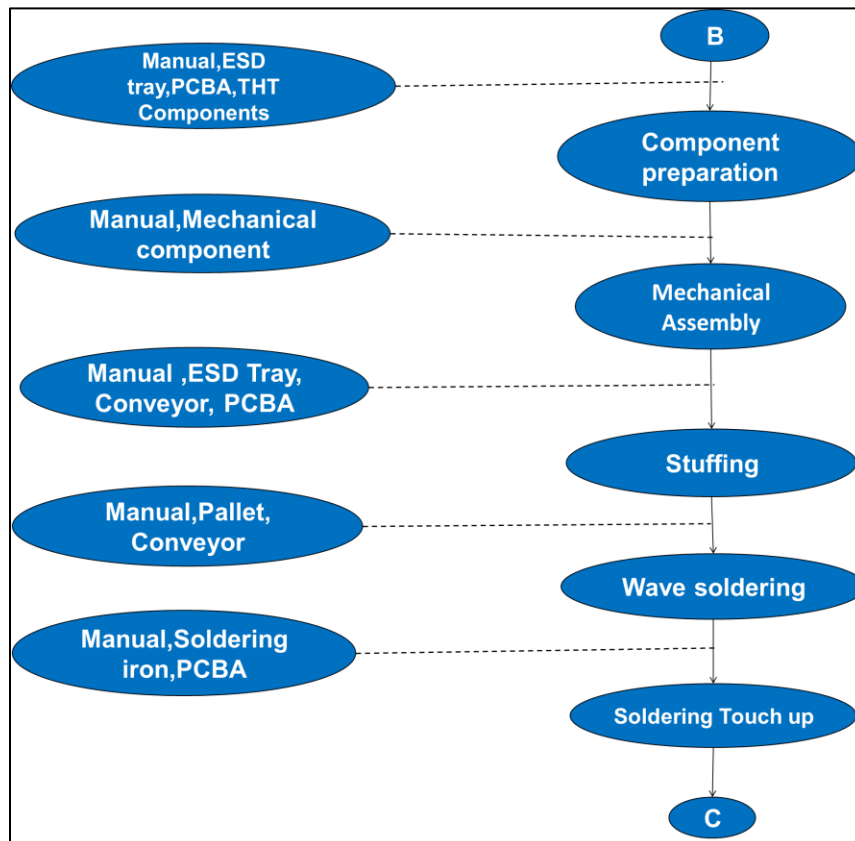 B
Manual,ESD
tray,PCBA,THT
Components
Component
preparation
Manual,Mechanical
component
Mechanical
Assembly
Manual ,ESD Tray,
Conveyor, PCBA
Stuffing
Manual,Pallet,
Conveyor
Wave soldering
Manual,Soldering
iron,PCBA
Soldering Touch up
C